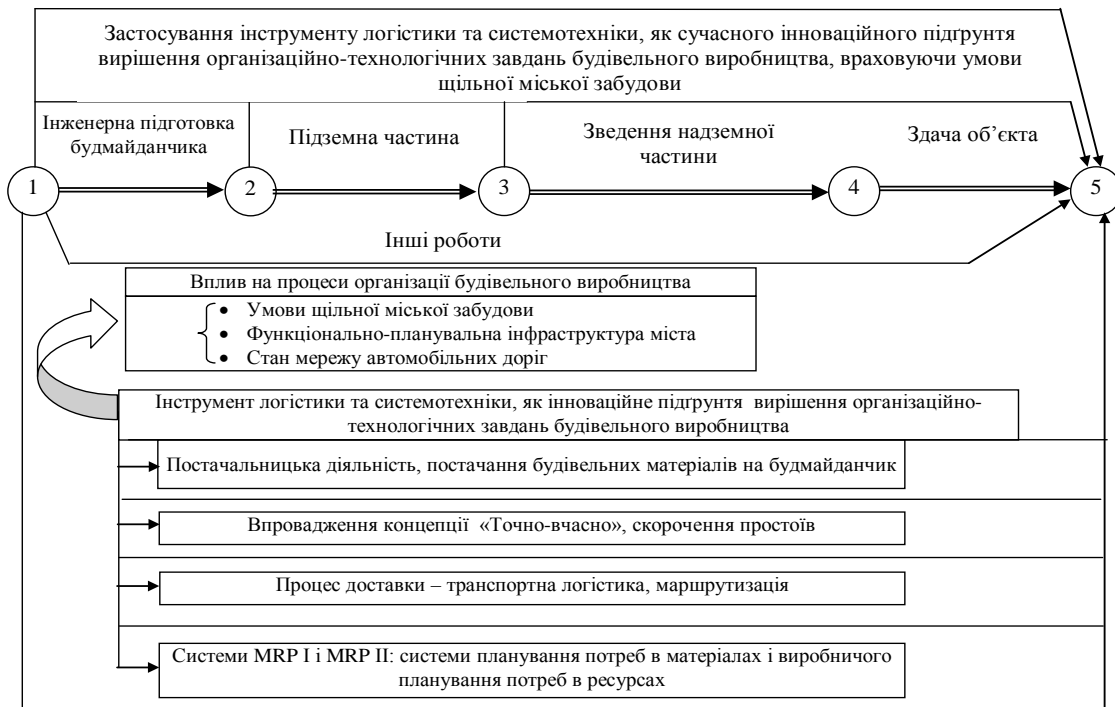 Застосування інструменту логістики та системотехніки, як сучасного інноваційного підґрунтя
вирішення організаційно-технологічних завдань будівельного виробництва, враховуючи умови
щільної міської забудови
Інженерна підготовка
будмайданчика
Підземна частина
Зведення надземної
частини
Здача об’єкта
1
2
3
4
5
Інші роботи
Вплив на процеси організації будівельного виробництва
• Умови щільної міської забудови
• Функціонально-планувальна інфраструктура міста
• Стан мережу автомобільних доріг
Інструмент логістики та системотехніки, як інноваційне підґрунтя вирішення організаційно-
технологічних завдань будівельного виробництва
Постачальницька діяльність, постачання будівельних матеріалів на будмайданчик
Впровадження концепції «Точно-вчасно», скорочення простоїв
Процес доставки – транспортна логістика, маршрутизація
Системи MRP I і MRP II: системи планування потреб в матеріалах і виробничого
планування потреб в ресурсах